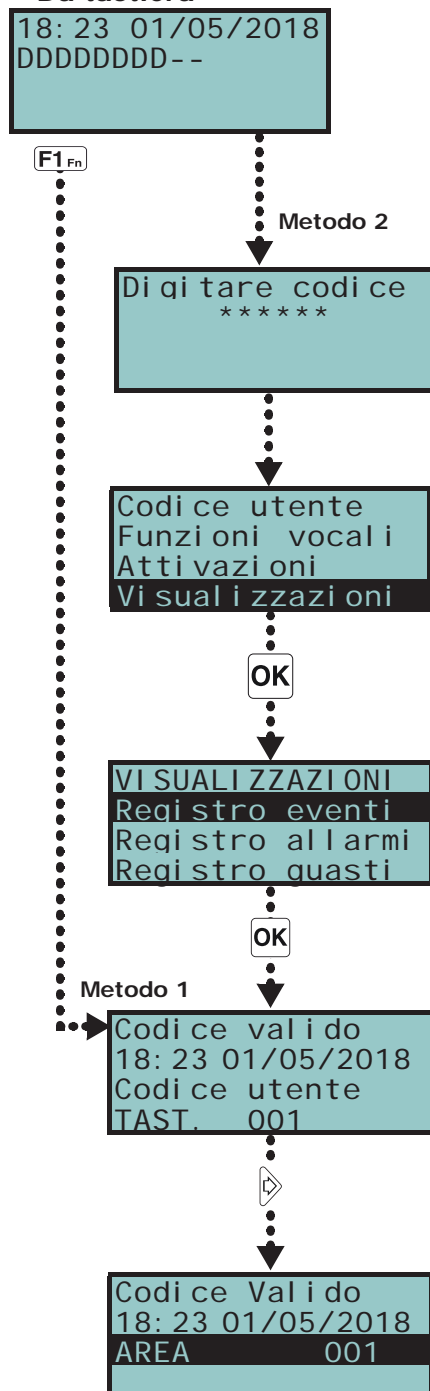 Da tastiera
18:23 01/05/2018
DDDDDDDD--
F1 Fn
Metodo 2
Digitare codice
******
Codice utente
Funzioni vocali
Attivazioni
Visualizzazioni
OK
VISUALIZZAZIONI
Registro eventi
Registro allarmi
Registro guasti
OK
Metodo 1
Codice valido
18:23 01/05/2018
Codice utente
TAST. 001
Codice Valido
18:23 01/05/2018
AREA 001